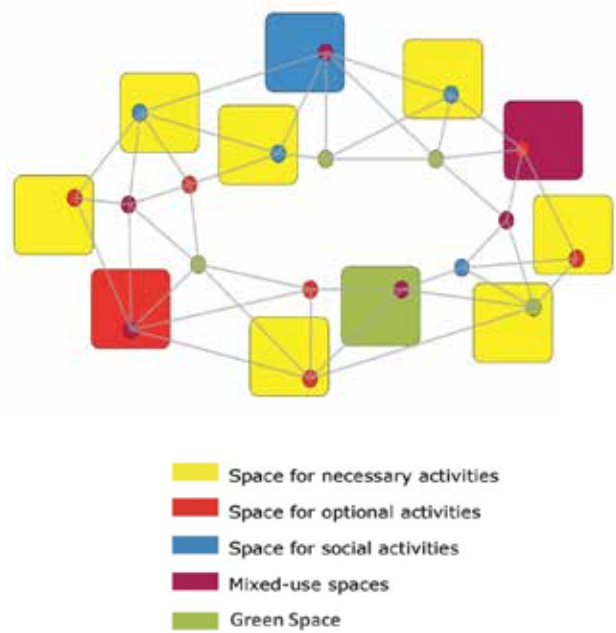 Space for necessary activities
Space for optional activities
Space for social activities
Mixed-use spaces
Green Space